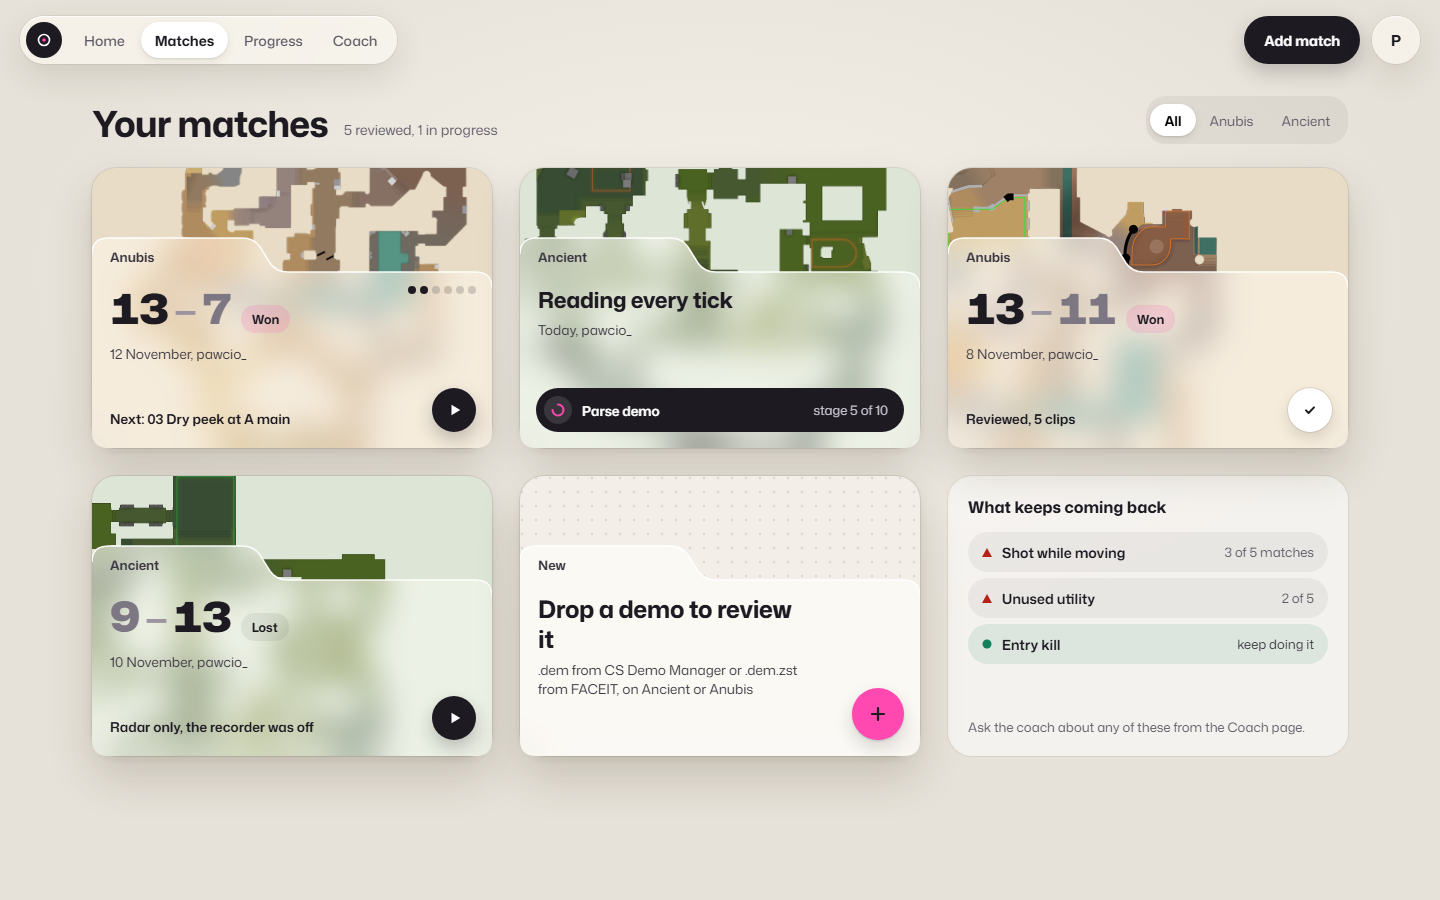 Home
Matches
Progress
Coach
Add match
P
Your matches
5 reviewed, 1 in progress
All
Anubis
Ancient
Anubis
13 – 7
Won
12 November, pawcio_
Next: 03 Dry peek at A main
Ancient
Reading every tick
Today, pawcio_
Parse demo
stage 5 of 10
Anubis
13 – 11
Won
8 November, pawcio_
Reviewed, 5 clips
Ancient
9 – 13
Lost
10 November, pawcio_
Radar only, the recorder was off
New
Drop a demo to review
it
.dem from CS Demo Manager or .dem.zst
from FACEIT, on Ancient or Anubis
What keeps coming back
Shot while moving
3 of 5 matches
Unused utility
2 of 5
Entry kill
keep doing it
Ask the coach about any of these from the Coach page.